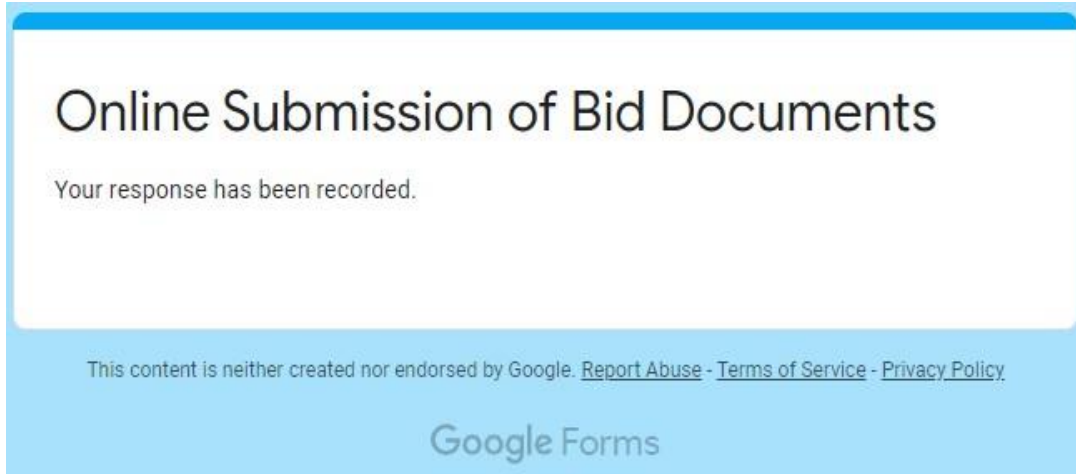 Online Submission of Bid Documents
Your response has been recorded.
This content is neither created nor endorsed by Google. Report Abuse - Terms of Service - Privacy Policy
Google Forms